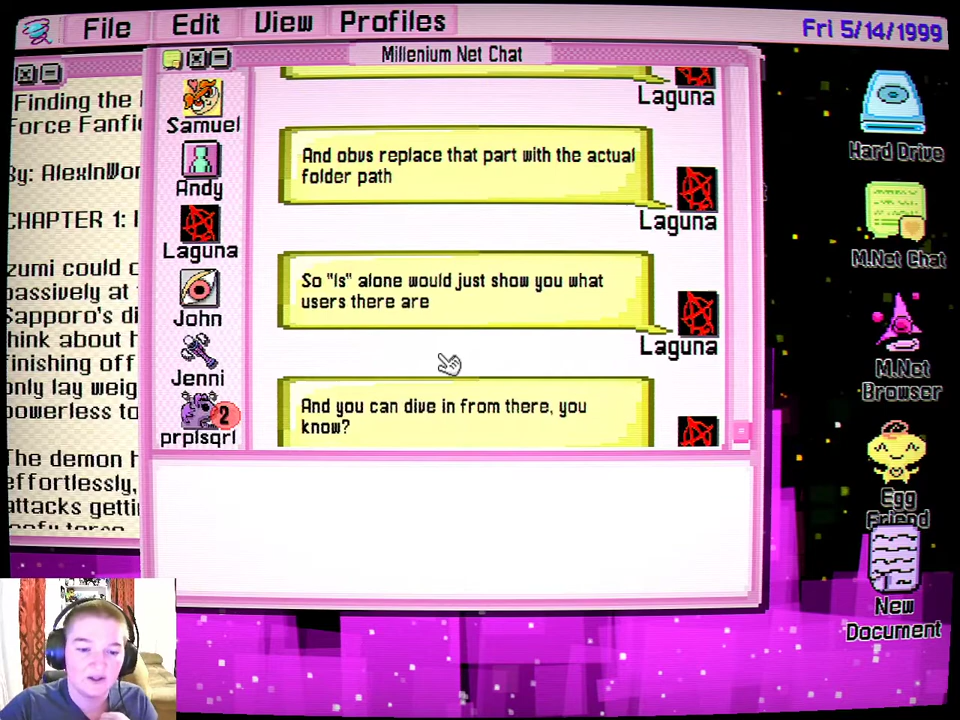 File Edit View Profiles
Fri 5/14/1999
Millenium Net Chat
Finding the
Force Fanfi
By: AlexInWor
CHAPTER 1:
zumi could
passively at
Sapporo's di
think about h
finishing off
only lay weig
powerless to
The demon h
effortlessly,
attacks getti
Samuel
Andy
Laguna
John
Jenni
2
prplsqrl
Laguna
And obvs replace that part with the actual
folder path
Laguna
So "ls" alone would just show you what
users there are
Laguna
And you can dive in from there, you
know?
Hard Drive
M.Net Chat
M.Net
Browser
Egg
Friend
New
Document